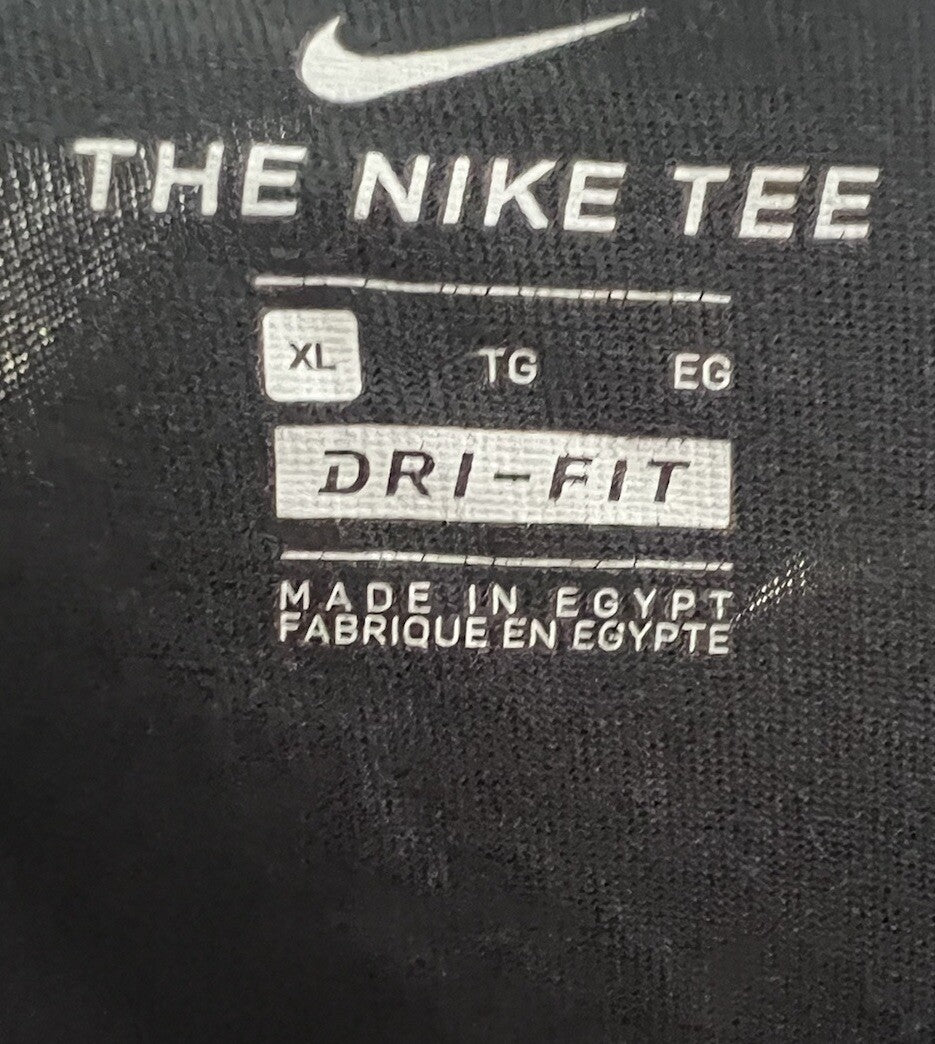 THE NIKE TEE
XL TG EG
DRI-FIT
MADE IN EGYPT
FABRIQUE EN EGYPTE